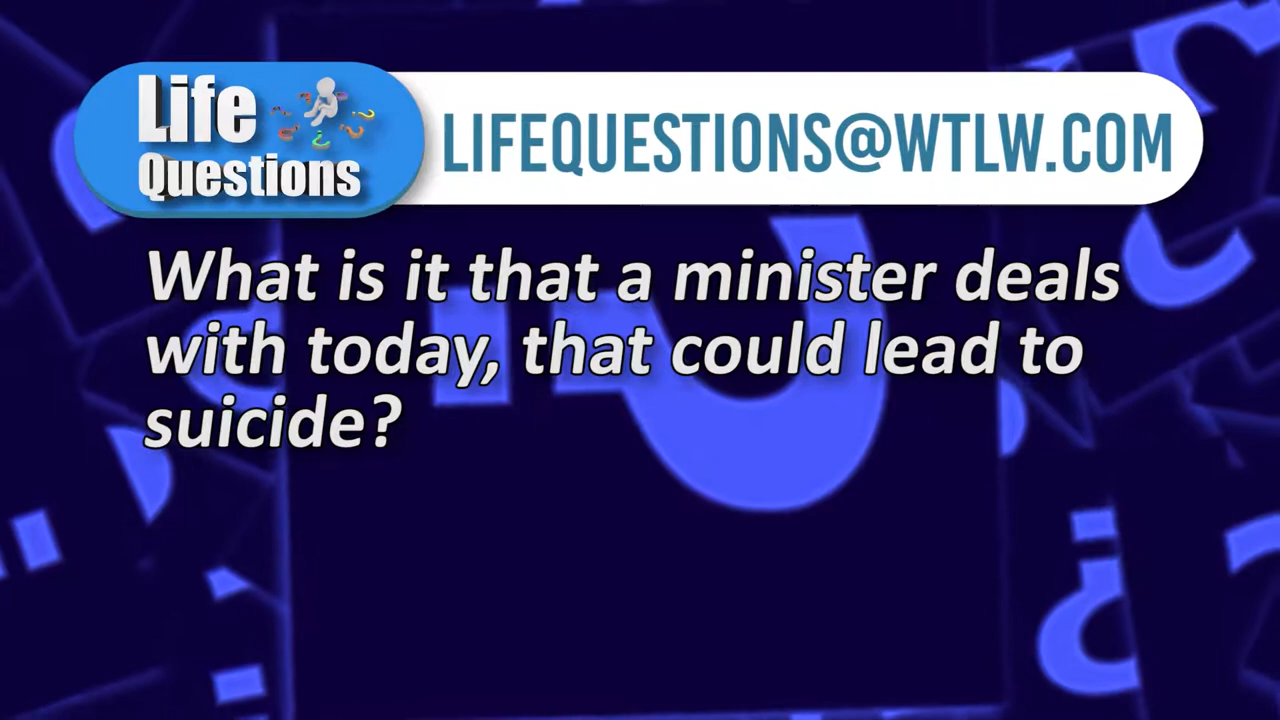 Life
Questions
LIFEQUESTIONS@WTLW.COM
What is it that a minister deals
with today, that could lead to
suicide?